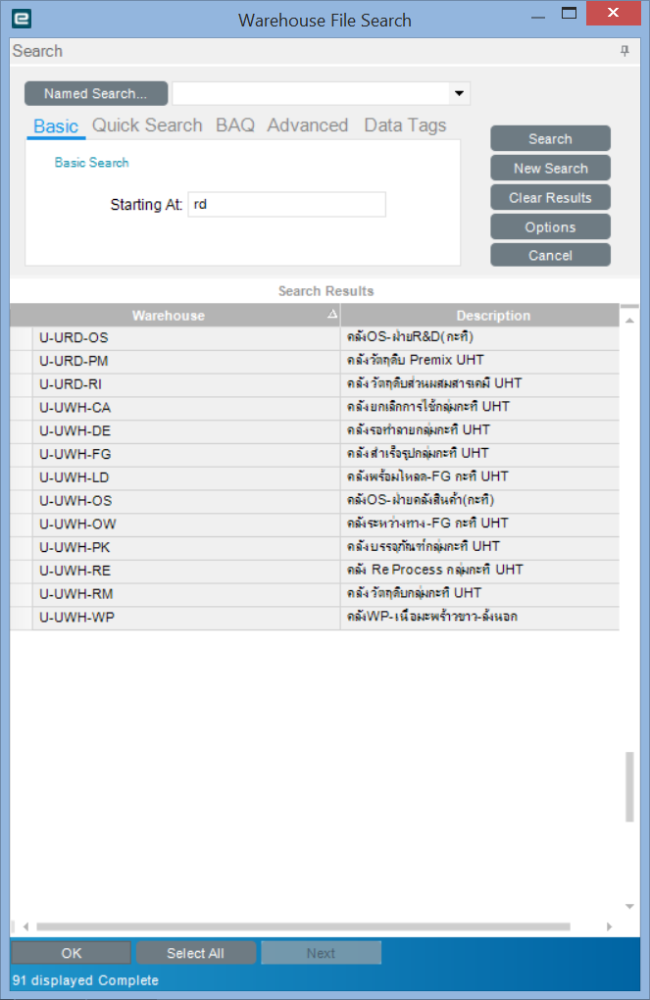 Warehouse File Search
Search
Named Search...
Basic Quick Search BAQ Advanced Data Tags
Basic Search
Starting At: rd
Search
New Search
Clear Results
Options
Cancel
Search Results
Warehouse Description
U-URD-OS คลังOS-ฝ่ายR&D(กะทิ)
U-URD-PM คลังวัตถุดิบ Premix UHT
U-URD-RI คลังวัตถุดิบส่วนผสมสารเคมี UHT
U-UWH-CA คลังยกเลิกการใช้กลุ่มกะทิ UHT
U-UWH-DE คลังรอทำลายกลุ่มกะทิ UHT
U-UWH-FG คลังสำเร็จรูปกลุ่มกะทิ UHT
U-UWH-LD คลังพร้อมโหลด-FG กะทิ UHT
U-UWH-OS คลังOS-ฝ่ายคลังสินค้า(กะทิ)
U-UWH-OW คลังระหว่างทาง-FG กะทิ UHT
U-UWH-PK คลังบรรจุภัณฑ์กลุ่มกะทิ UHT
U-UWH-RE คลัง Re Process กลุ่มกะทิ UHT
U-UWH-RM คลังวัตถุดิบกลุ่มกะทิ UHT
U-UWH-WP คลังWP-เนื้อมะพร้าวขาว-ล้งนอก
OK Select All Next
91 displayed Complete